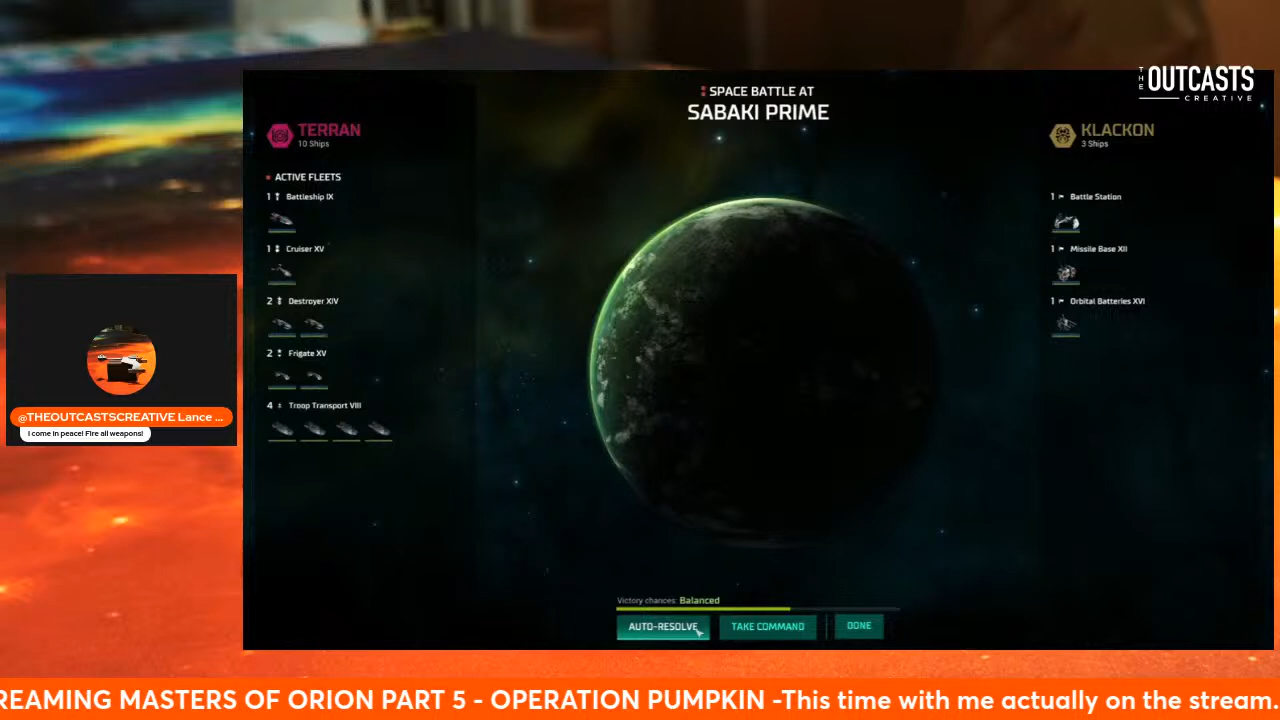 THE OUTCASTS
CREATIVE
SPACE BATTLE AT
SABAKI PRIME
TERRAN
10 Ships
ACTIVE FLEETS
1 Battleship IX
1 Cruiser XV
2 Destroyer XIV
2 Frigate XV
4 Troop Transport VIII
KLACKON
3 Ships
1 Battle Station
1 Missile Base XII
1 Orbital Batteries XVI
@THEOUTCASTSCREATIVE Lance ...
I come in peace! Fire all weapons!
Victory chances: Balanced
AUTO-RESOLVE TAKE COMMAND DONE
REAMING MASTERS OF ORION PART 5 - OPERATION PUMPKIN -This time with me actually on the stream.